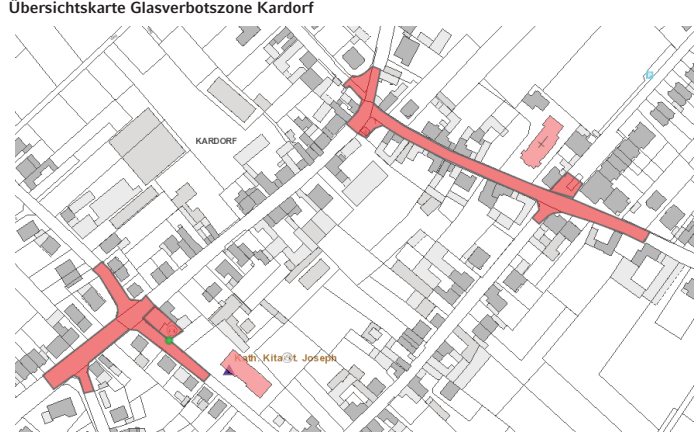 Übersichtskarte Glasverbotszone Kardorf
KARDORF
Kath. Kita St. Joseph